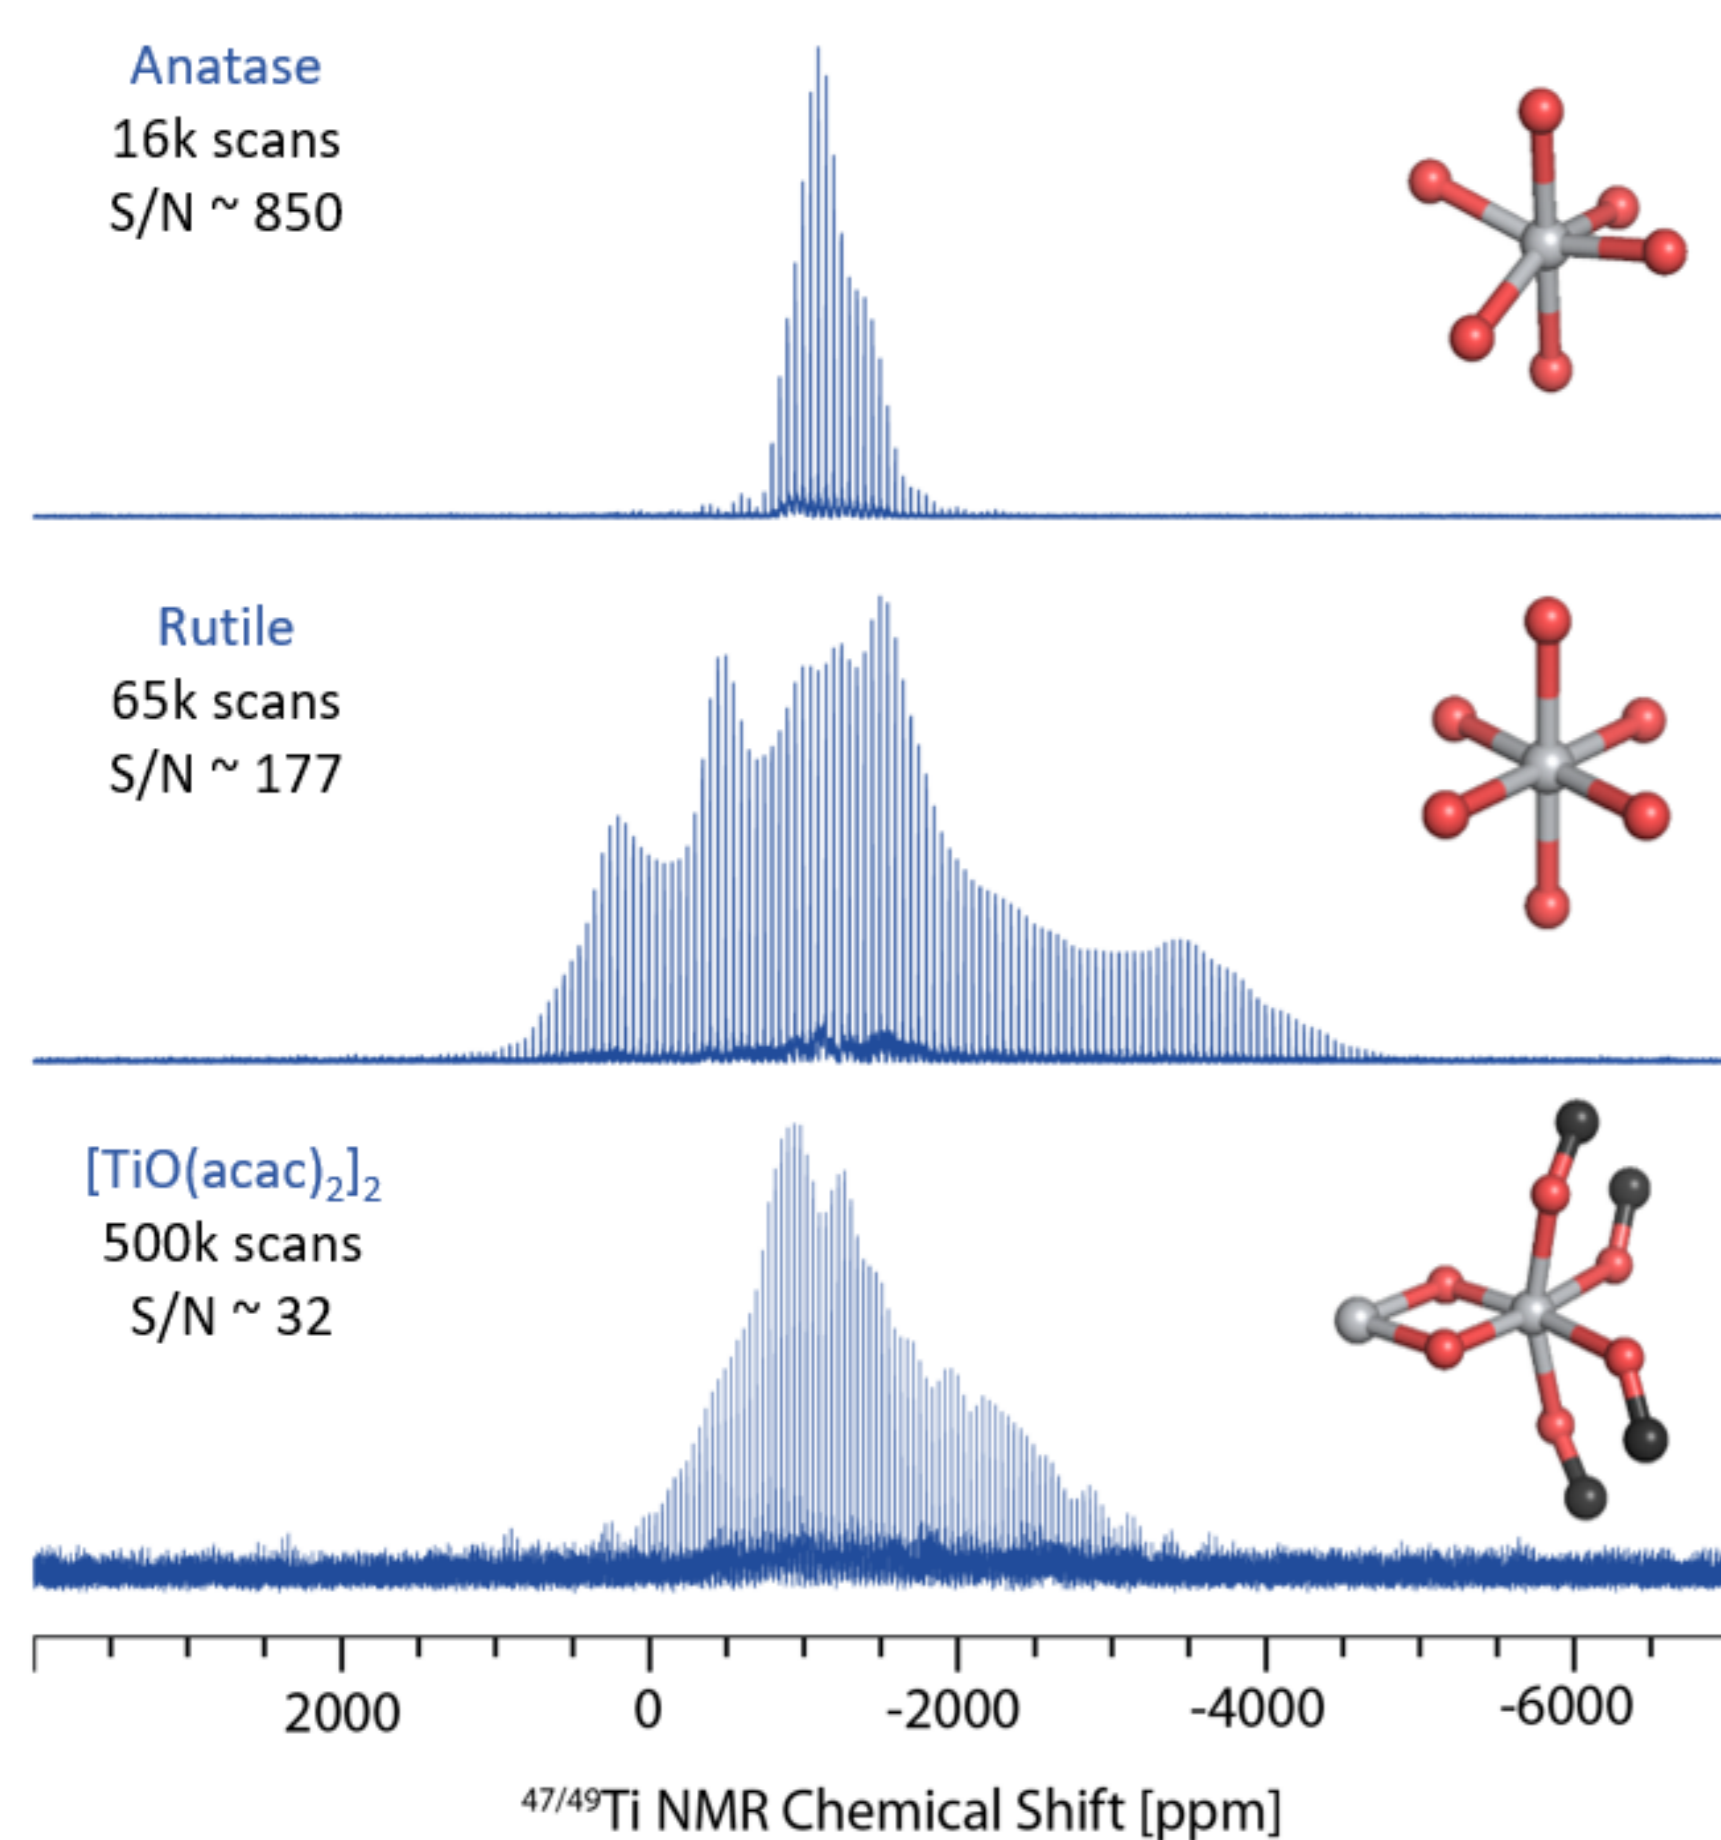 Anatase
16k scans
S/N ~ 850
Rutile
65k scans
S/N ~ 177
[TiO(acac)₂]₂
500k scans
S/N ~ 32
2000 0 -2000 -4000 -6000
⁴⁷/⁴⁹Ti NMR Chemical Shift [ppm]